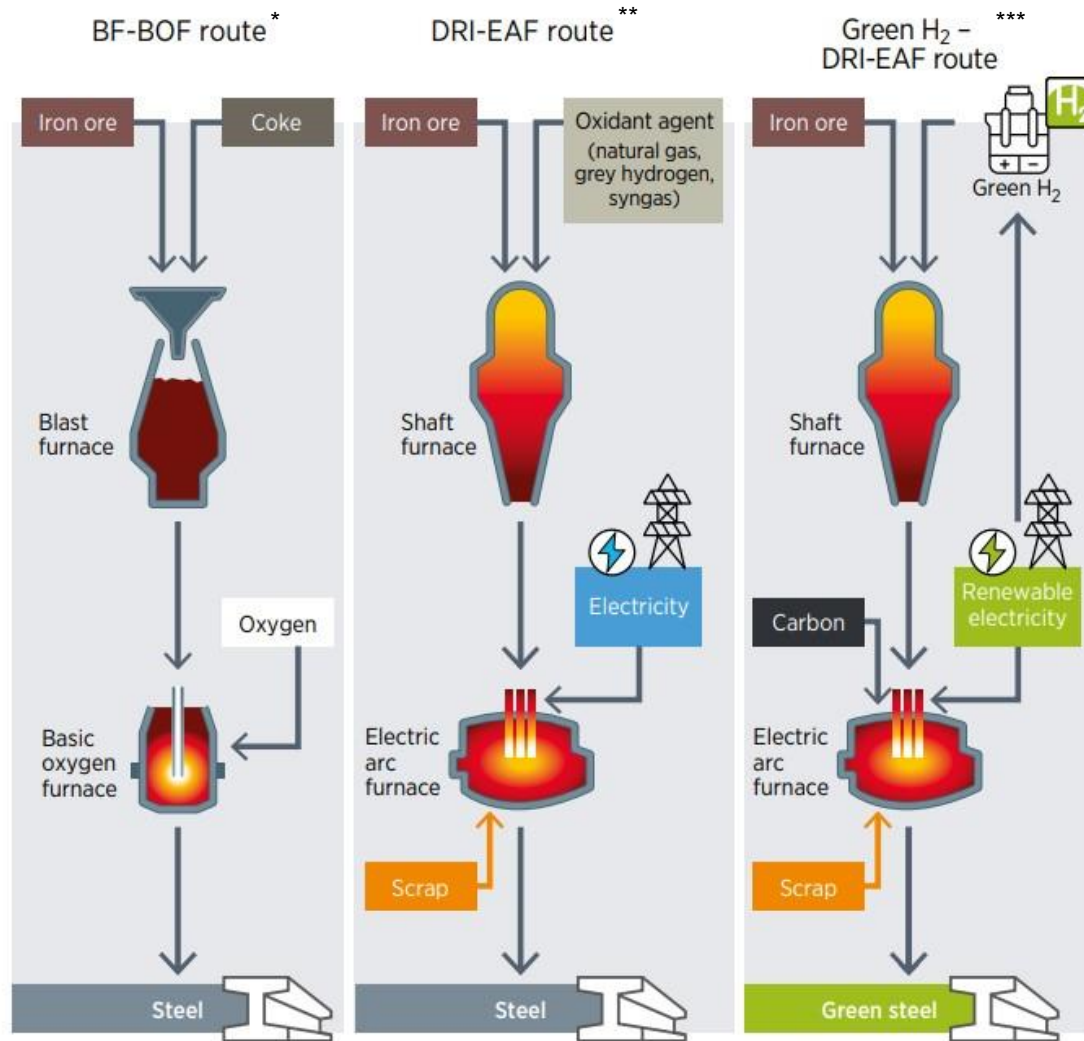 BF-BOF route *
Iron ore
Coke
Blast
furnace
Oxygen
Basic
oxygen
furnace
Steel
DRI-EAF route **
Iron ore
Oxidant agent
(natural gas,
grey hydrogen,
syngas)
Shaft
furnace
Electricity
Electric
arc
furnace
Scrap
Steel
Green H₂ – ***
DRI-EAF route
Iron ore
H₂
+ −
Green H₂
Shaft
furnace
Carbon
Renewable
electricity
Electric
arc
furnace
Scrap
Green steel